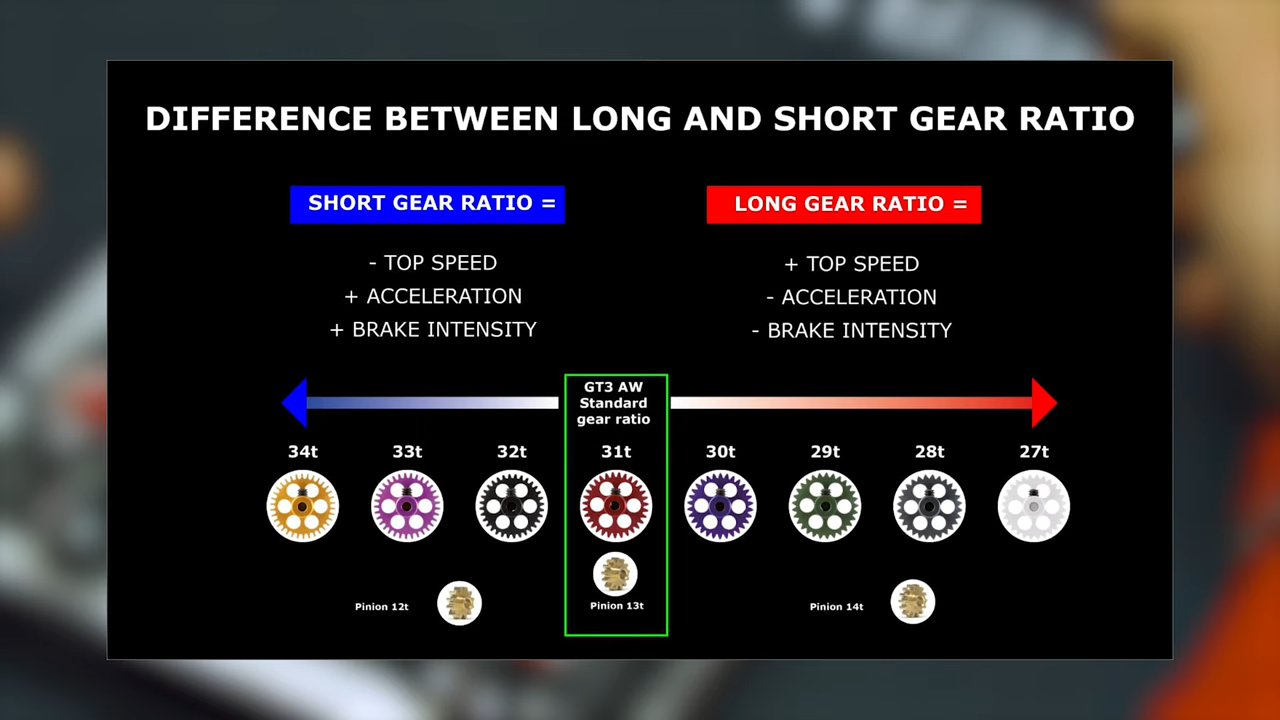 DIFFERENCE BETWEEN LONG AND SHORT GEAR RATIO
SHORT GEAR RATIO =
- TOP SPEED
+ ACCELERATION
+ BRAKE INTENSITY
LONG GEAR RATIO =
+ TOP SPEED
- ACCELERATION
- BRAKE INTENSITY
GT3 AW
Standard
gear ratio
34t 33t 32t 31t 30t 29t 28t 27t
Pinion 12t Pinion 13t Pinion 14t